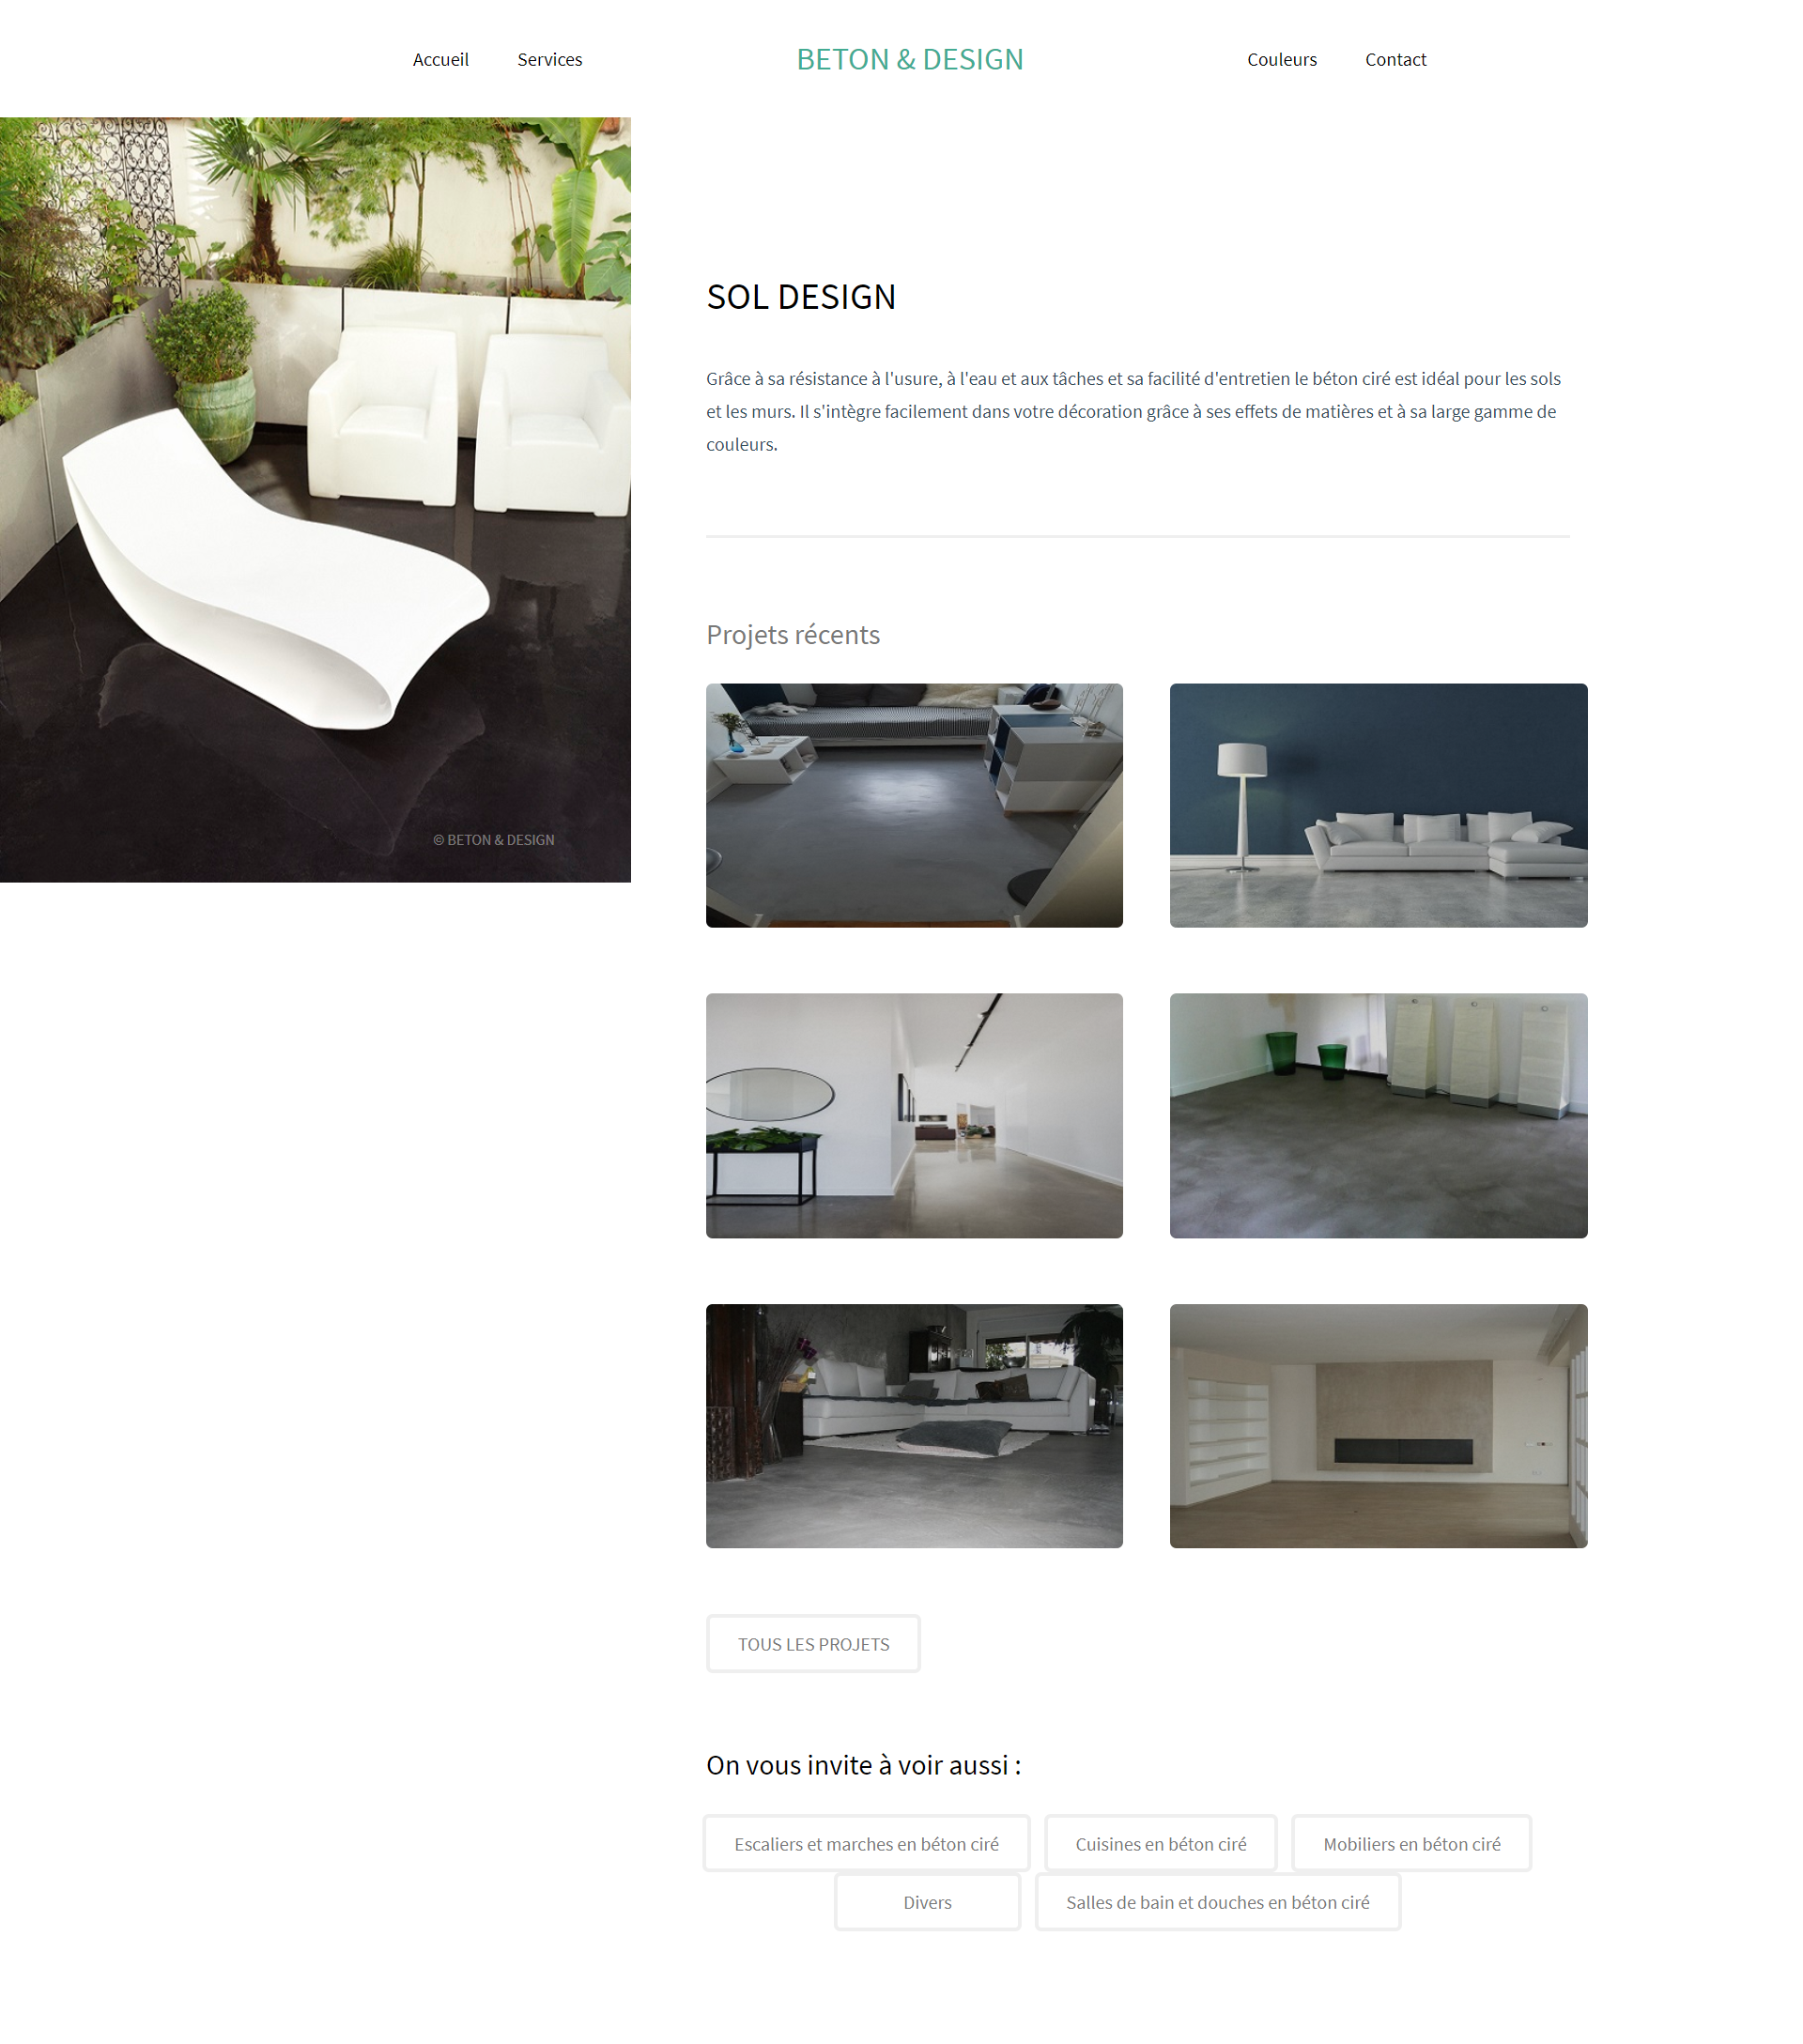 Accueil
Services
BETON & DESIGN
Couleurs
Contact
SOL DESIGN
Grâce à sa résistance à l'usure, à l'eau et aux tâches et sa facilité d'entretien le béton ciré est idéal pour les sols
et les murs. Il s'intègre facilement dans votre décoration grâce à ses effets de matières et à sa large gamme de
couleurs.
© BETON & DESIGN
Projets récents
TOUS LES PROJETS
On vous invite à voir aussi :
Escaliers et marches en béton ciré
Cuisines en béton ciré
Mobiliers en béton ciré
Divers
Salles de bain et douches en béton ciré